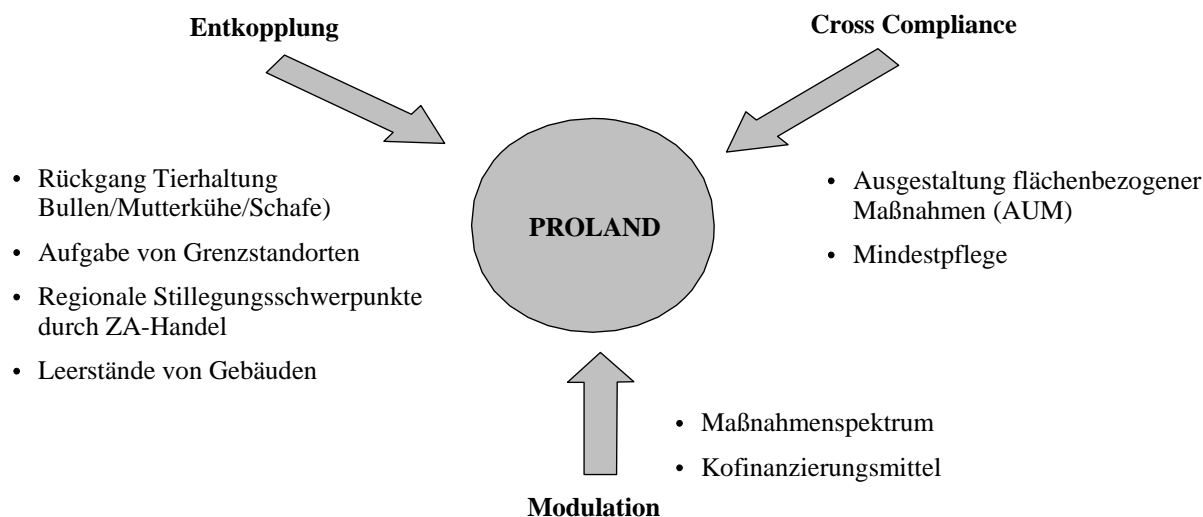 Entkopplung
Cross Compliance
• Rückgang Tierhaltung
Bullen/Mutterkühe/Schafe)
• Aufgabe von Grenzstandorten
• Regionale Stillegungsschwerpunkte
durch ZA-Handel
• Leerstände von Gebäuden
PROLAND
• Ausgestaltung flächenbezogener
Maßnahmen (AUM)
• Mindestpflege
• Maßnahmenspektrum
• Kofinanzierungsmittel
Modulation